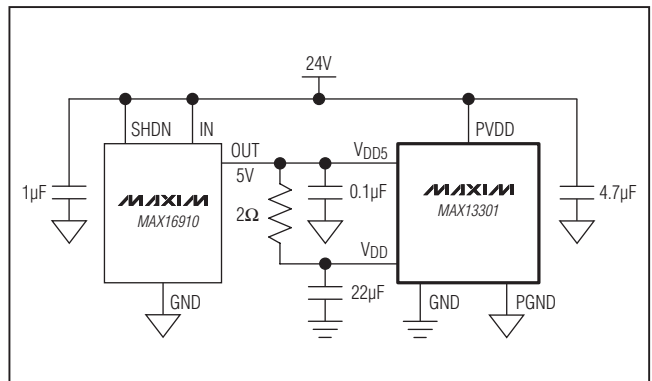 24V
SHDN
IN
PVDD
OUT
5V
VDD5
1µF
MAXIM
MAX16910
2Ω
0.1µF
MAXIM
MAX13301
4.7µF
VDD
22µF
GND
GND
PGND